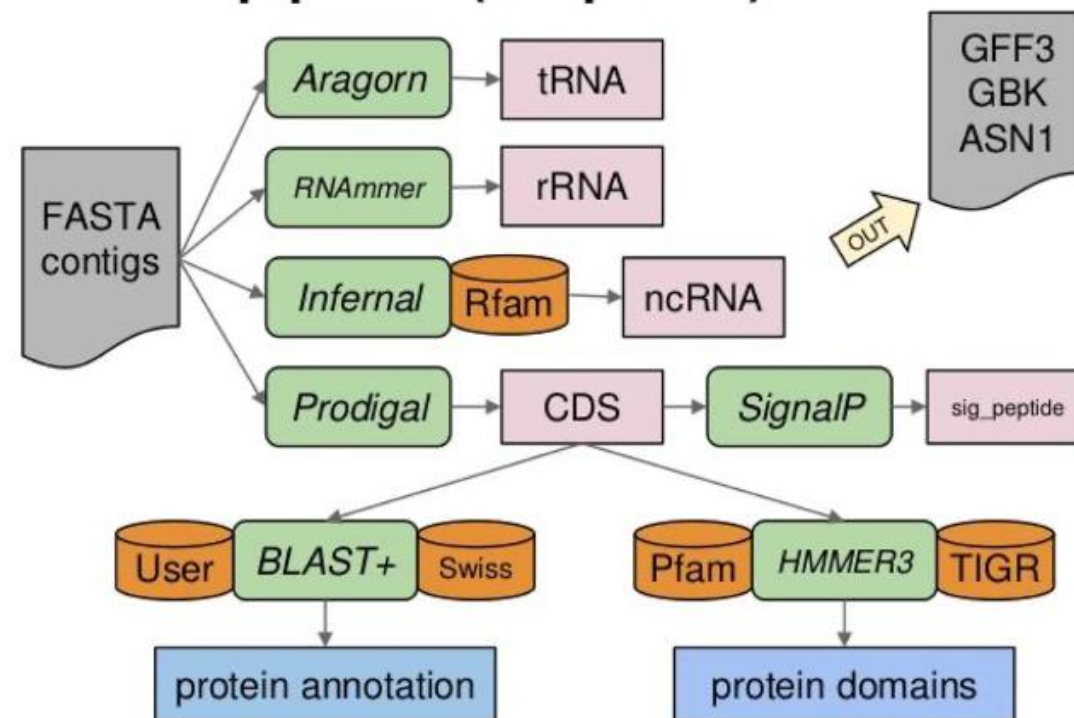 GFF3
GBK
ASN1
OUT
FASTA
contigs
Aragorn
tRNA
RNAmmer
rRNA
Infernal
Rfam
ncRNA
Prodigal
CDS
SignalP
sig_peptide
User
BLAST+
Swiss
Pfam
HMMER3
TIGR
protein annotation
protein domains